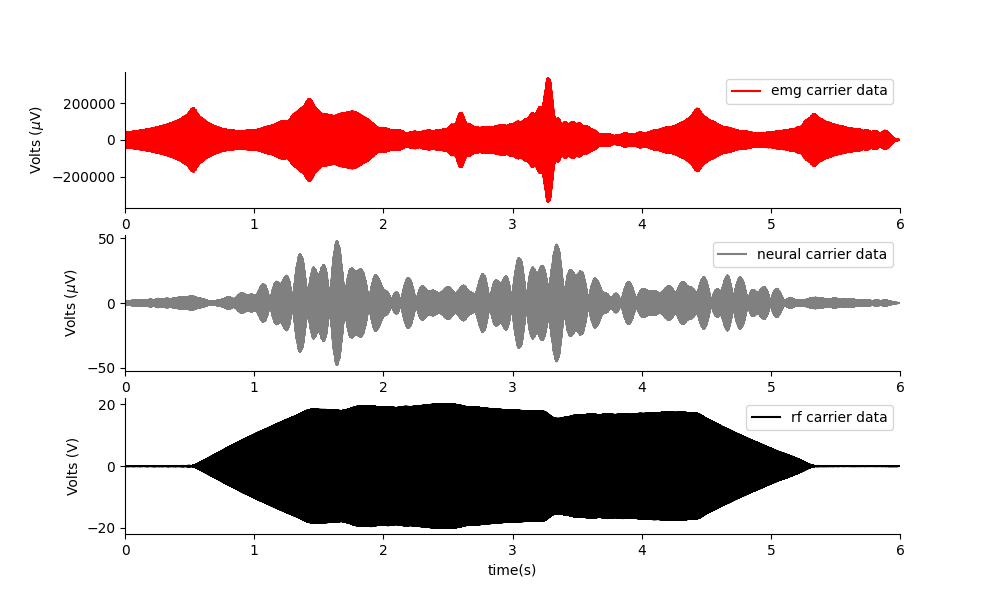 200000
0
−200000
Volts (μV)
emg carrier data
0 1 2 3 4 5 6
50
0
−50
Volts (μV)
neural carrier data
0 1 2 3 4 5 6
20
0
−20
Volts (V)
rf carrier data
0 1 2 3 4 5 6
time(s)